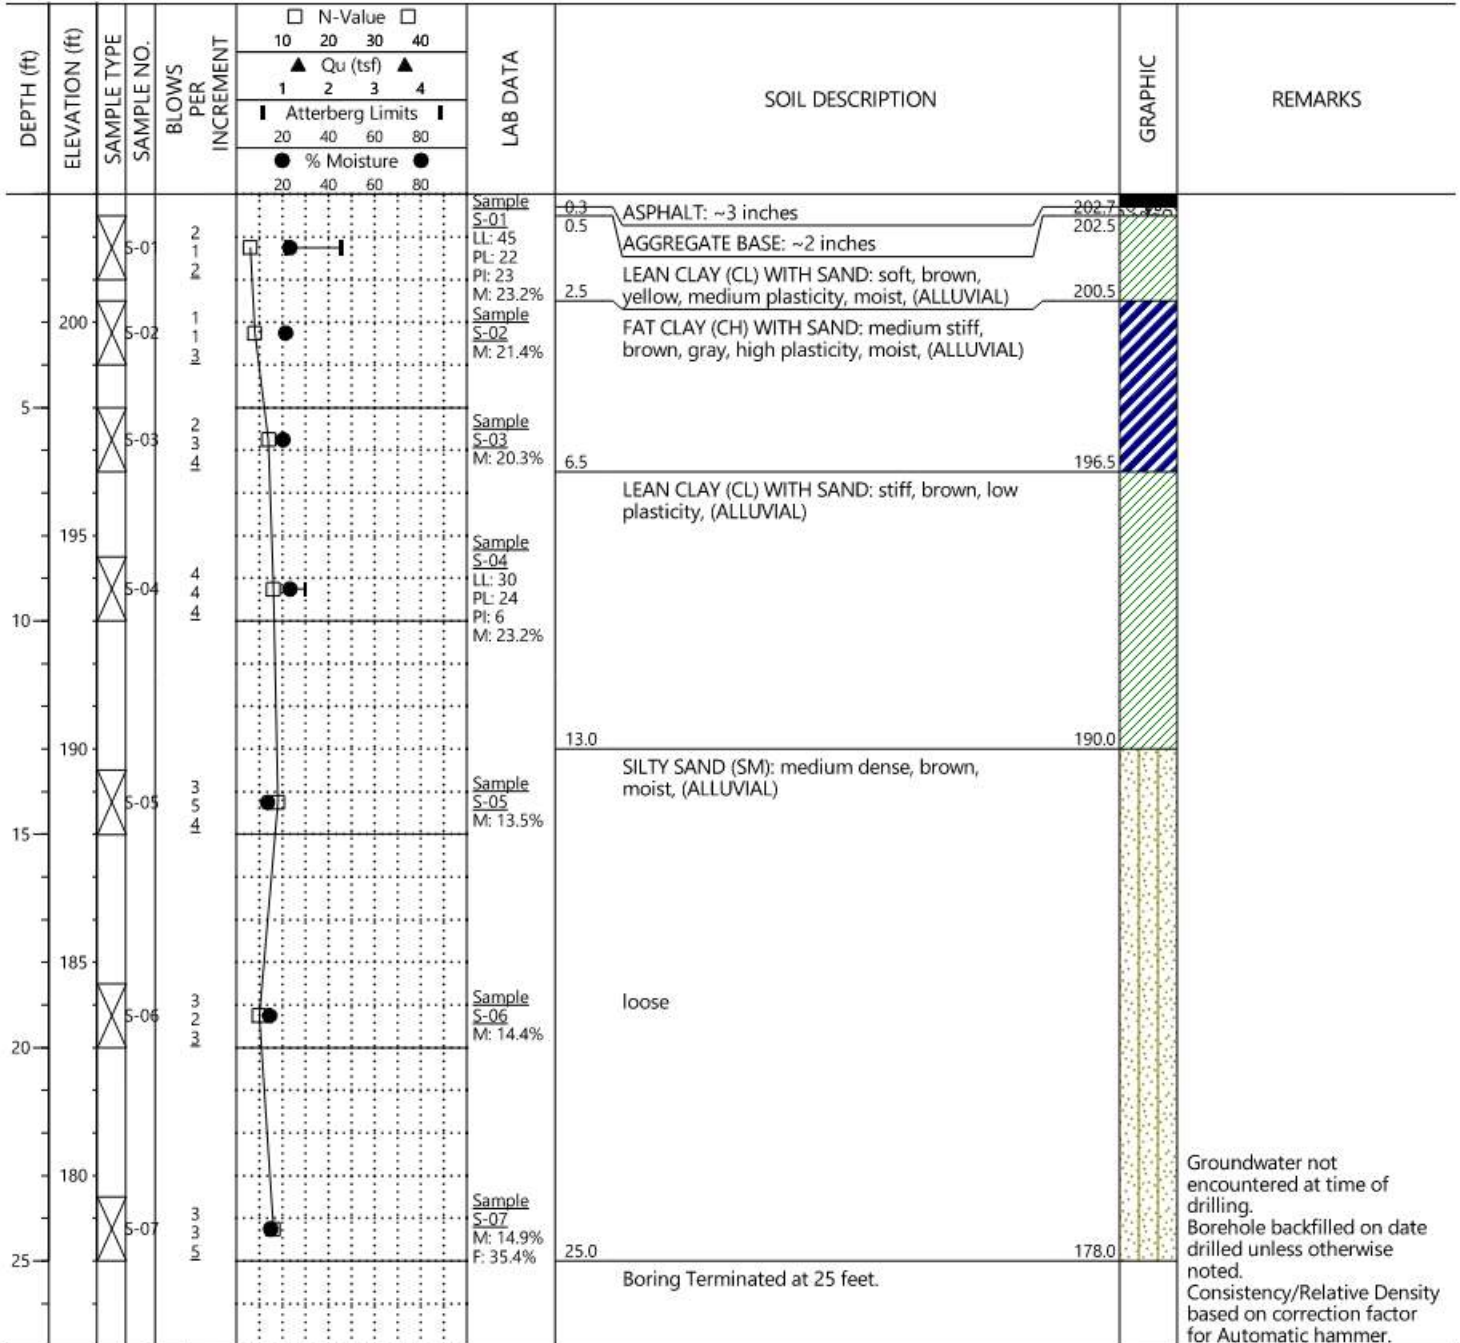 DEPTH (ft)
ELEVATION (ft)
SAMPLE TYPE
SAMPLE NO.
BLOWS
PER
INCREMENT
N-Value
10 20 30 40
Qu (tsf)
1 2 3 4
Atterberg Limits
20 40 60 80
% Moisture
20 40 60 80
LAB DATA
SOIL DESCRIPTION
GRAPHIC
REMARKS
S-01
2
1
2
Sample
S-01
LL: 45
PL: 22
PI: 23
M: 23.2%
0.3
ASPHALT: ~3 inches
202.7
0.5
202.5
AGGREGATE BASE: ~2 inches
LEAN CLAY (CL) WITH SAND: soft, brown,
yellow, medium plasticity, moist, (ALLUVIAL)
2.5
200.5
200
S-02
1
1
3
Sample
S-02
M: 21.4%
FAT CLAY (CH) WITH SAND: medium stiff,
brown, gray, high plasticity, moist, (ALLUVIAL)
5
S-03
2
3
4
Sample
S-03
M: 20.3%
6.5
196.5
LEAN CLAY (CL) WITH SAND: stiff, brown, low
plasticity, (ALLUVIAL)
195
S-04
4
4
4
Sample
S-04
LL: 30
PL: 24
PI: 6
M: 23.2%
10
13.0
190.0
190
SILTY SAND (SM): medium dense, brown,
moist, (ALLUVIAL)
S-05
3
5
4
Sample
S-05
M: 13.5%
15
185
S-06
3
2
3
Sample
S-06
M: 14.4%
loose
20
180
S-07
3
3
5
Sample
S-07
M: 14.9%
F: 35.4%
25
25.0
178.0
Boring Terminated at 25 feet.
Groundwater not
encountered at time of
drilling.
Borehole backfilled on date
drilled unless otherwise
noted.
Consistency/Relative Density
based on correction factor
for Automatic hammer.